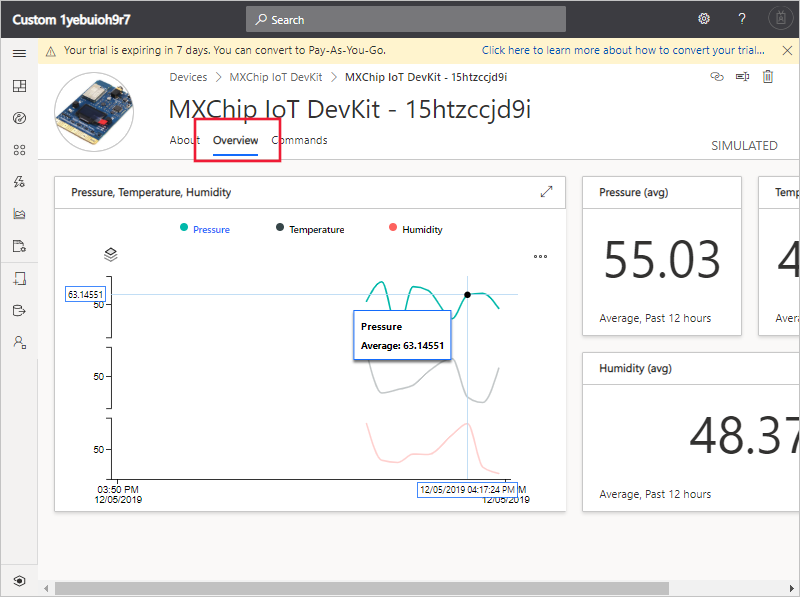 Custom 1yebuioh9r7
Search
?
Your trial is expiring in 7 days. You can convert to Pay-As-You-Go.
Click here to learn more about how to convert your trial...
Devices > MXChip IoT DevKit > MXChip IoT DevKit - 15htzccjd9i
MXChip IoT DevKit - 15htzccjd9i
About Overview Commands
SIMULATED
Pressure, Temperature, Humidity
Pressure Temperature Humidity
63.14551
50
Pressure
Average: 63.14551
50
50
03:50 PM
12/05/2019
12/05/2019 04:17:24 PM M
12/05/2019
Pressure (avg)
55.03
Average, Past 12 hours
Temp
4
Avera
Humidity (avg)
48.37
Average, Past 12 hours